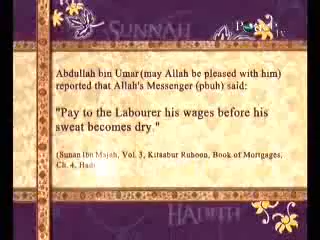 SUNNAH
Abdullah bin Umar (may Allah be pleased with him)
reported that Allah's Messenger (pbuh) said:
"Pay to the Labourer his wages before his
sweat becomes dry."
(Sunan Ibn Majah, Vol. 3, Kitaabur Ruhoon, Book of Mortgages,
Ch. 4, Hadi
HADITH